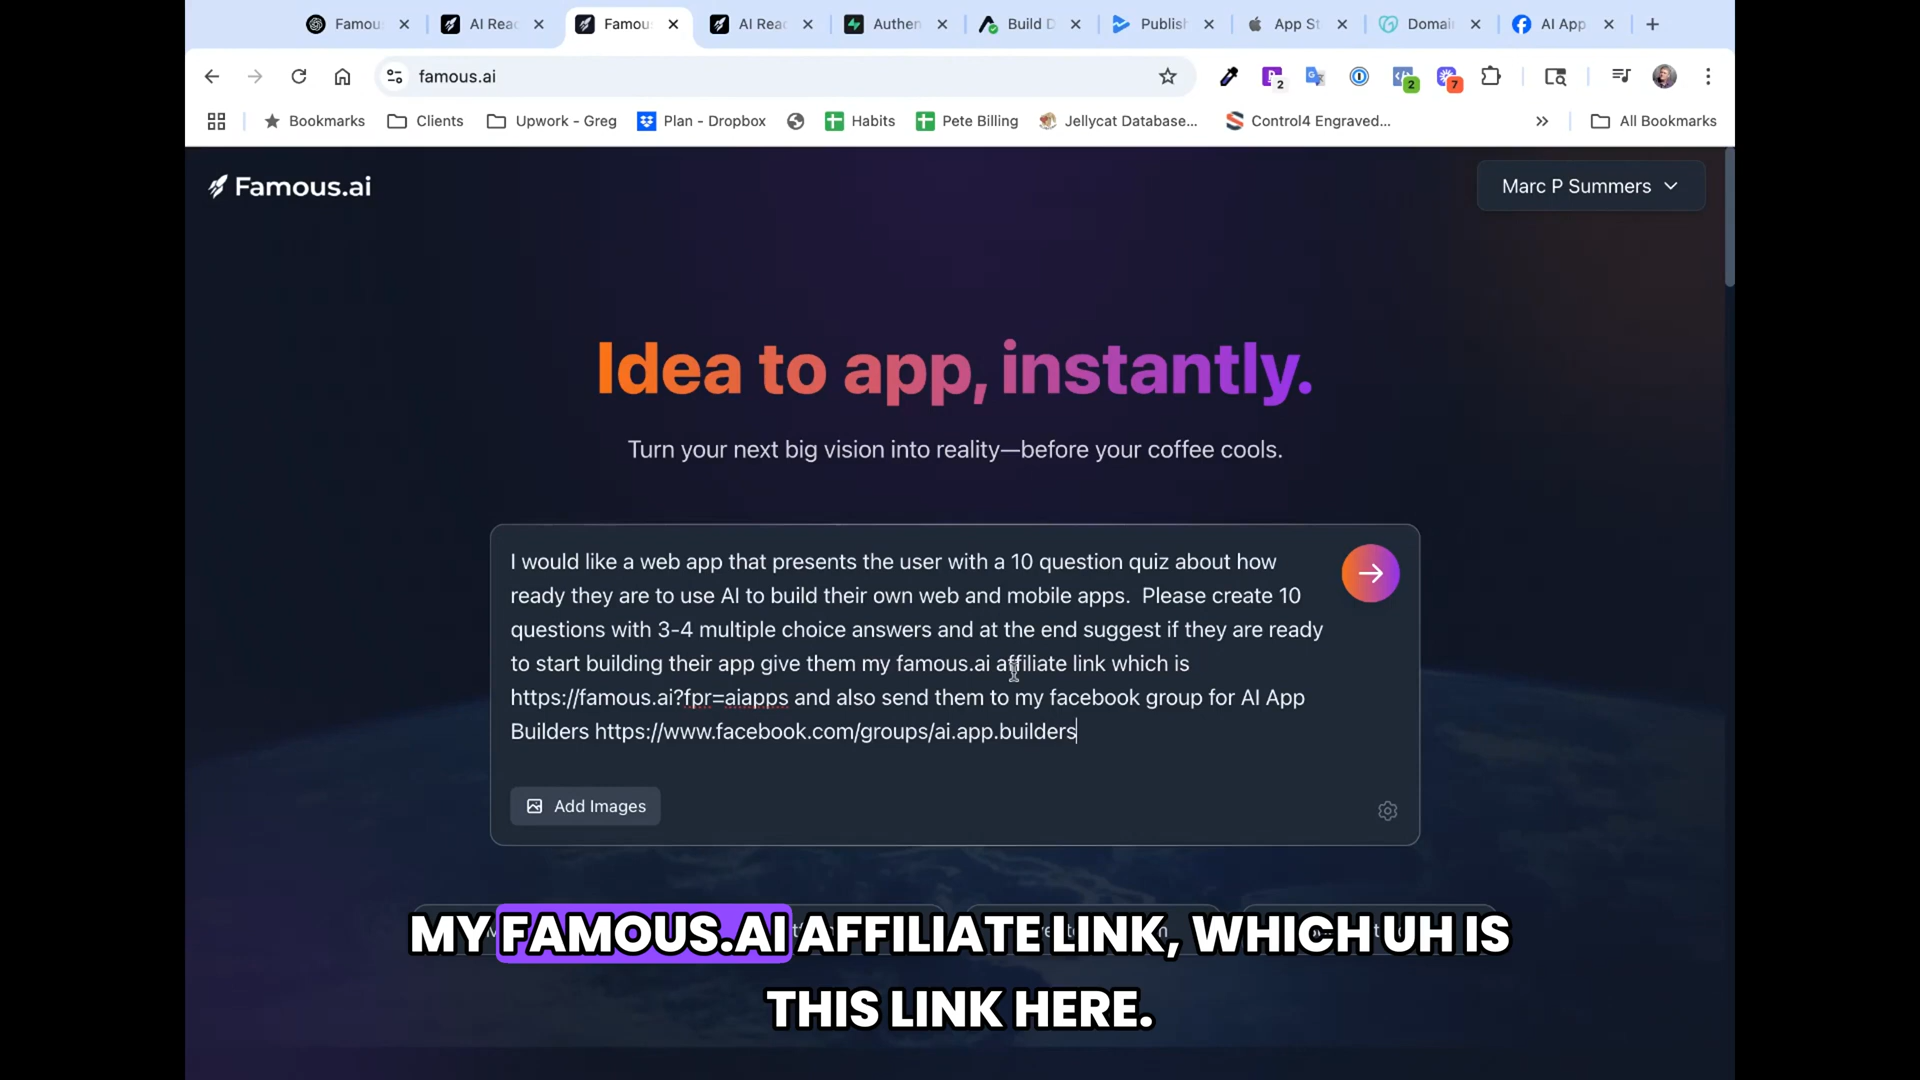 Famous
AI Read
Famou
AI Read
Authen
Build D
Publish
App St
Domai
AI App
famous.ai
2
2
7
Bookmarks
Clients
Upwork - Greg
Plan - Dropbox
Habits
Pete Billing
Jellycat Database...
Control4 Engraved...
All Bookmarks
Famous.ai
Marc P Summers
Idea to app, instantly.
Turn your next big vision into reality—before your coffee cools.
I would like a web app that presents the user with a 10 question quiz about how
ready they are to use AI to build their own web and mobile apps.  Please create 10
questions with 3-4 multiple choice answers and at the end suggest if they are ready
to start building their app give them my famous.ai affiliate link which is
https://famous.ai?fpr=aiapps and also send them to my facebook group for AI App
Builders https://www.facebook.com/groups/ai.app.builders
Add Images
MY FAMOUS.AI AFFILIATE LINK, WHICH UH IS
THIS LINK HERE.